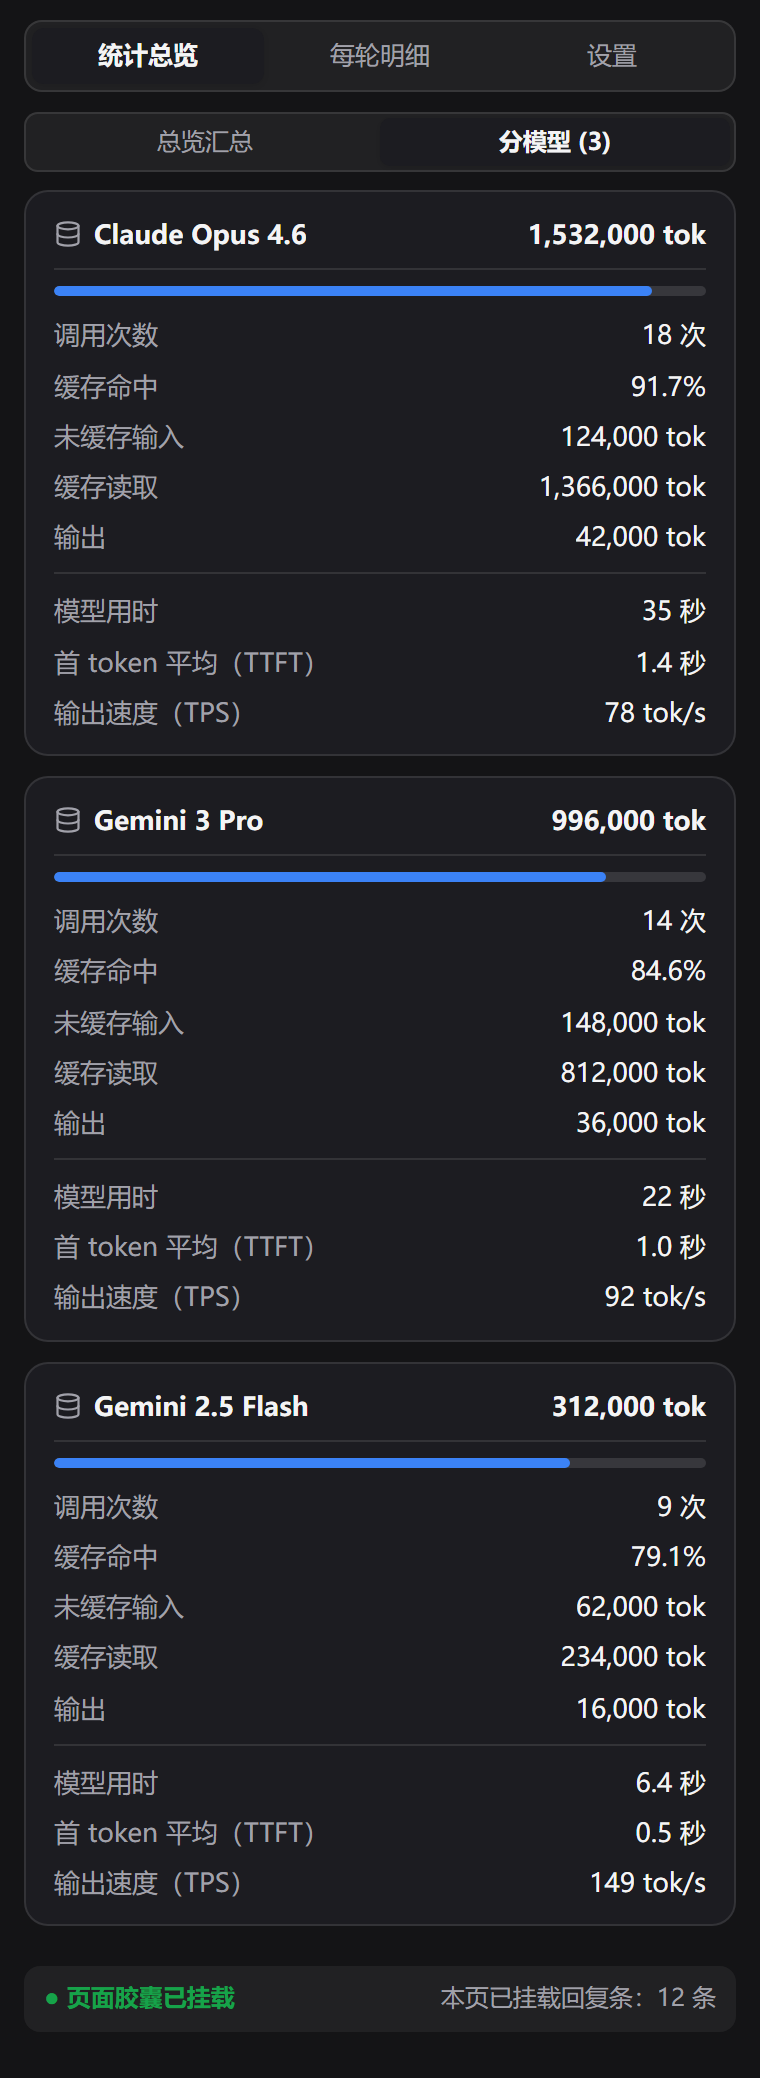 统计总览 每轮明细 设置
总览汇总 分模型 (3)
Claude Opus 4.6 1,532,000 tok
调用次数 18 次
缓存命中 91.7%
未缓存输入 124,000 tok
缓存读取 1,366,000 tok
输出 42,000 tok
模型用时 35 秒
首 token 平均（TTFT） 1.4 秒
输出速度（TPS） 78 tok/s
Gemini 3 Pro 996,000 tok
调用次数 14 次
缓存命中 84.6%
未缓存输入 148,000 tok
缓存读取 812,000 tok
输出 36,000 tok
模型用时 22 秒
首 token 平均（TTFT） 1.0 秒
输出速度（TPS） 92 tok/s
Gemini 2.5 Flash 312,000 tok
调用次数 9 次
缓存命中 79.1%
未缓存输入 62,000 tok
缓存读取 234,000 tok
输出 16,000 tok
模型用时 6.4 秒
首 token 平均（TTFT） 0.5 秒
输出速度（TPS） 149 tok/s
页面胶囊已挂载 本页已挂载回复条：12 条